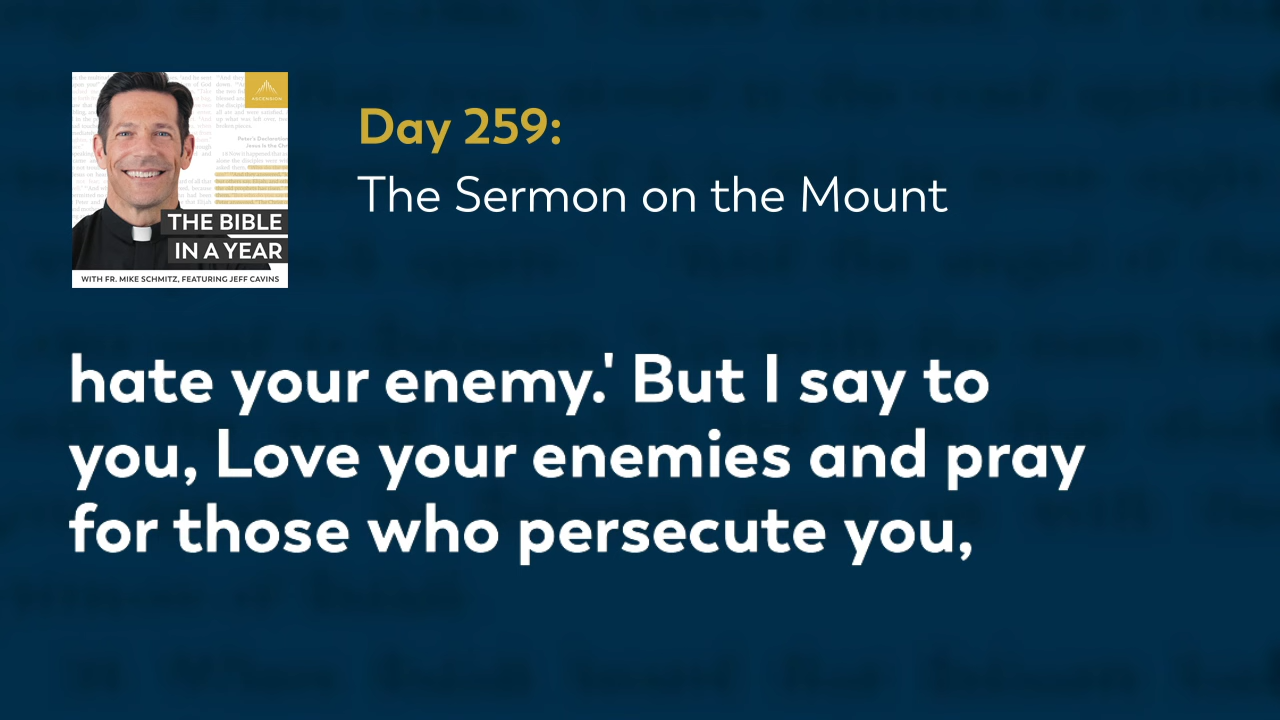 ASCENSION
THE BIBLE
IN A YEAR
WITH FR. MIKE SCHMITZ, FEATURING JEFF CAVINS
Day 259:
The Sermon on the Mount
hate your enemy.' But I say to
you, Love your enemies and pray
for those who persecute you,